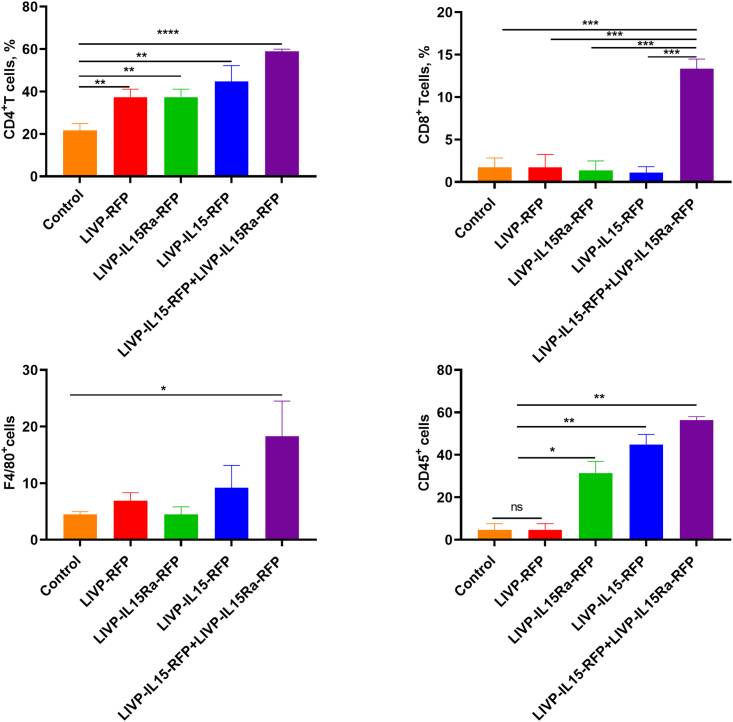 CD4+T cells, %
80
60
40
20
0
****
**
**
**
Control
LIVP-RFP
LIVP-IL15Ra-RFP
LIVP-IL15-RFP
LIVP-IL15-RFP+LIVP-IL15Ra-RFP
CD8+ Tcells, %
20
15
10
5
0
***
***
***
***
Control
LIVP-RFP
LIVP-IL15Ra-RFP
LIVP-IL15-RFP
LIVP-IL15-RFP+LIVP-IL15Ra-RFP
F4/80+cells
30
20
10
0
*
Control
LIVP-RFP
LIVP-IL15Ra-RFP
LIVP-IL15-RFP
LIVP-IL15-RFP+LIVP-IL15Ra-RFP
CD45+ cells
80
60
40
20
0
**
**
*
ns
Control
LIVP-RFP
LIVP-IL15Ra-RFP
LIVP-IL15-RFP
LIVP-IL15-RFP+LIVP-IL15Ra-RFP